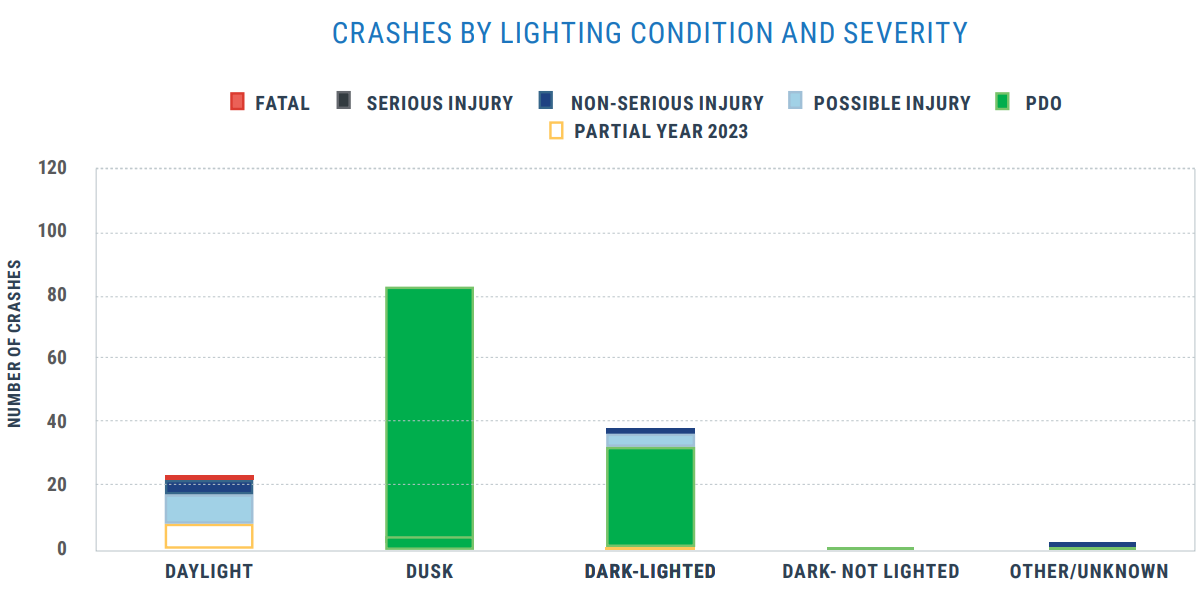 CRASHES BY LIGHTING CONDITION AND SEVERITY
FATAL SERIOUS INJURY NON-SERIOUS INJURY POSSIBLE INJURY PDO
PARTIAL YEAR 2023
120
100
80
60
40
20
0
NUMBER OF CRASHES
DAYLIGHT DUSK DARK-LIGHTED DARK- NOT LIGHTED OTHER/UNKNOWN